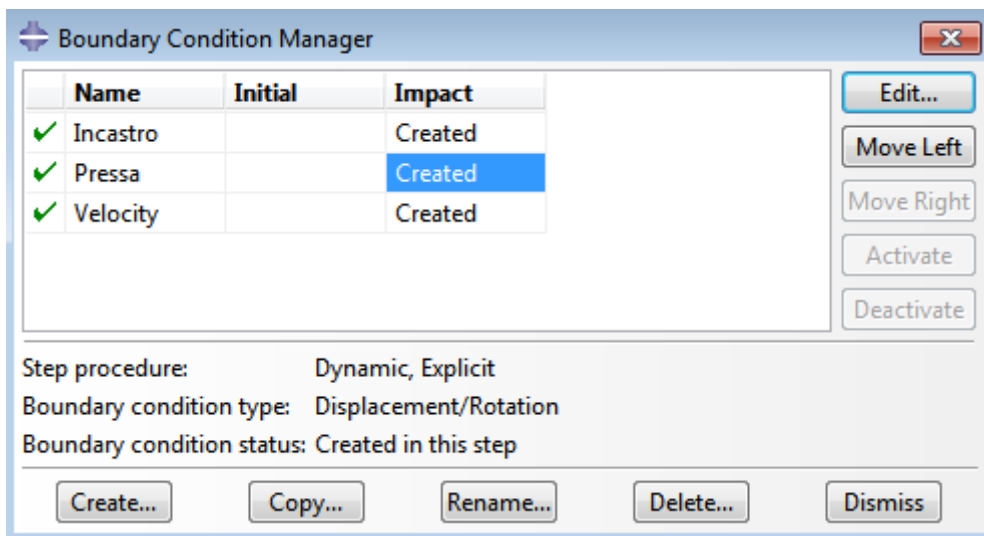 Boundary Condition Manager
Name Initial Impact
Edit...
Incastro Created
Move Left
Pressa Created
Move Right
Velocity Created
Activate
Deactivate
Step procedure: Dynamic, Explicit
Boundary condition type: Displacement/Rotation
Boundary condition status: Created in this step
Create... Copy... Rename... Delete... Dismiss